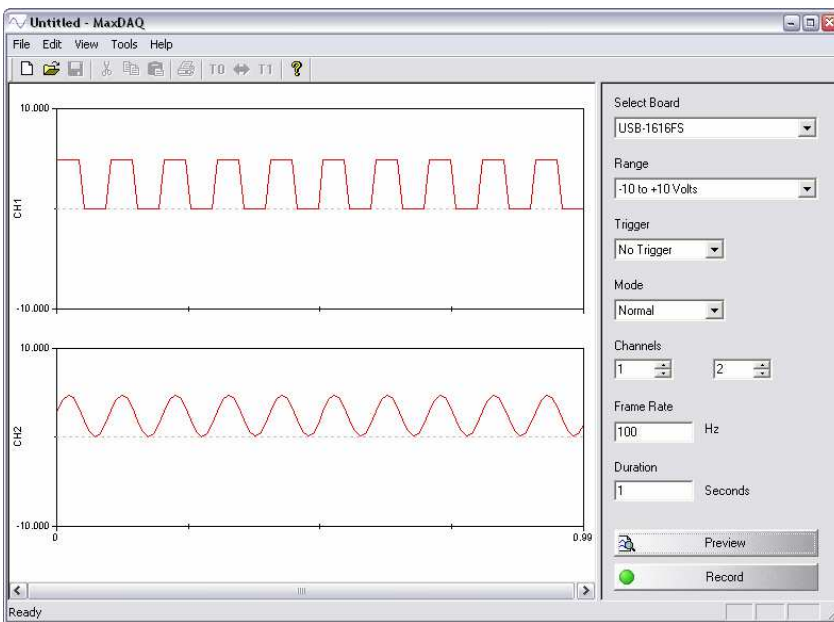 Untitled - MaxDAQ
File Edit View Tools Help
T0 T1
10.000
CH1
-10.000
10.000
CH2
-10.000
0 0.99
Select Board
USB-1616FS
Range
-10 to +10 Volts
Trigger
No Trigger
Mode
Normal
Channels
1 2
Frame Rate
100 Hz
Duration
1 Seconds
Preview
Record
Ready